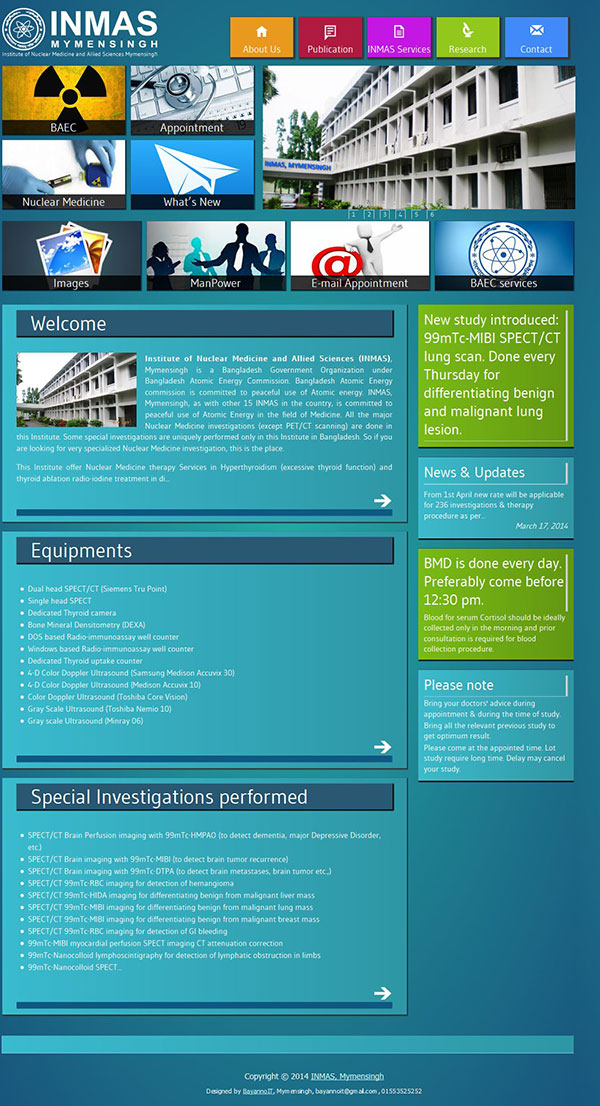 INMAS
MYMENSINGH
Institute of Nuclear Medicine and Allied Sciences Mymensingh
About Us
Publication
INMAS Services
Research
Contact
BAEC
Appointment
Nuclear Medicine
What's New
INMAS, MYMENSINGH
1 2 3 4 5 6
Images
ManPower
E-mail Appointment
BAEC services
Welcome
Institute of Nuclear Medicine and Allied Sciences (INMAS),
Mymensingh is a Bangladesh Government Organization under
Bangladesh Atomic Energy Commission. Bangladesh Atomic Energy
commission is committed to peaceful use of Atomic energy. INMAS,
Mymensingh, as with other 15 INMAS in the country, is committed to
peaceful use of Atomic Energy in the field of Medicine. All the major
Nuclear Medicine investigations (except PET/CT scanning) are done in
this Institute. Some special investigations are uniquely performed only in this Institute in Bangladesh. So if you
are looking for very specialized Nuclear Medicine investigation, this is the place.
This Institute offer Nuclear Medicine therapy Services in Hyperthyroidism (excessive thyroid function) and
thyroid ablation radio-iodine treatment in di...
Equipments
Dual head SPECT/CT (Siemens Tru Point)
Single head SPECT
Dedicated Thyroid camera
Bone Mineral Densitometry (DEXA)
DOS based Radio-immunoassay well counter
Windows based Radio-immunoassay well counter
Dedicated Thyroid uptake counter
4-D Color Doppler Ultrasound (Samsung Medison Accuvix 30)
4-D Color Doppler Ultrasound (Medison Accuvix 10)
Color Doppler Ultrasound (Toshiba Core Vision)
Gray Scale Ultrasound (Toshiba Nemio 10)
Gray scale Ultrasound (Minray 06)
Special Investigations performed
SPECT/CT Brain Perfusion imaging with 99mTc-HMPAO (to detect dementia, major Depressive Disorder,
etc.)
SPECT/CT Brain imaging with 99mTc-MIBI (to detect brain tumor recurrence)
SPECT/CT Brain imaging with 99mTc-DTPA (to detect brain metastases, brain tumor etc.,)
SPECT/CT 99mTc-RBC imaging for detection of hemangioma
SPECT/CT 99mTc-HIDA imaging for differentiating benign from malignant liver mass
SPECT/CT 99mTc-MIBI imaging for differentiating benign from malignant lung mass
SPECT/CT 99mTc-MIBI imaging for differentiating benign from malignant breast mass
SPECT/CT 99mTc-RBC imaging for detection of GI bleeding
99mTc-MIBI myocardial perfusion SPECT imaging CT attenuation correction
99mTc-Nanocolloid lymphoscintigraphy for detection of lymphatic obstruction in limbs
99mTc-Nanocolloid SPECT...
New study introduced:
99mTc-MIBI SPECT/CT
lung scan. Done every
Thursday for
differentiating benign
and malignant lung
lesion.
News & Updates
From 1st April new rate will be applicable
for 236 investigations & therapy
procedure as per...
March 17, 2014
BMD is done every day.
Preferably come before
12:30 pm.
Blood for serum Cortisol should be ideally
collected only in the morning and prior
consultation is required for blood
collection procedure.
Please note
Bring your doctors' advice during
appointment & during the time of study.
Bring all the relevant previous study to
get optimum result.
Please come at the appointed time. Lot
study require long time. Delay may cancel
your study.
Copyright © 2014 INMAS, Mymensingh
Designed by BayannoIT, Mymensingh, bayannoit@gmail.com, 01553525252